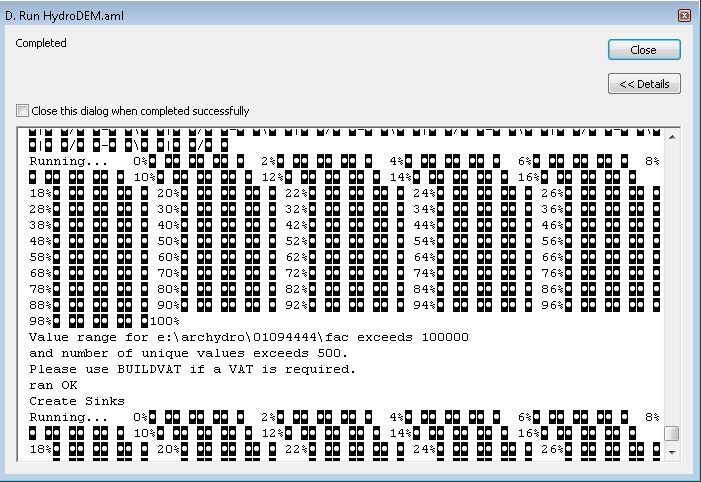 D. Run HydroDEM.aml
Completed
Close
<< Details
Close this dialog when completed successfully
Running... 0% 2% 4% 6% 8%
10% 12% 14% 16%
18% 20% 22% 24% 26%
28% 30% 32% 34% 36%
38% 40% 42% 44% 46%
48% 50% 52% 54% 56%
58% 60% 62% 64% 66%
68% 70% 72% 74% 76%
78% 80% 82% 84% 86%
88% 90% 92% 94% 96%
98% 100%
Value range for e:\archydro\01094444\fac exceeds 100000
and number of unique values exceeds 500.
Please use BUILDVAT if a VAT is required.
ran OK
Create Sinks
Running... 0% 2% 4% 6% 8%
10% 12% 14% 16%
18% 20% 22% 24% 26%